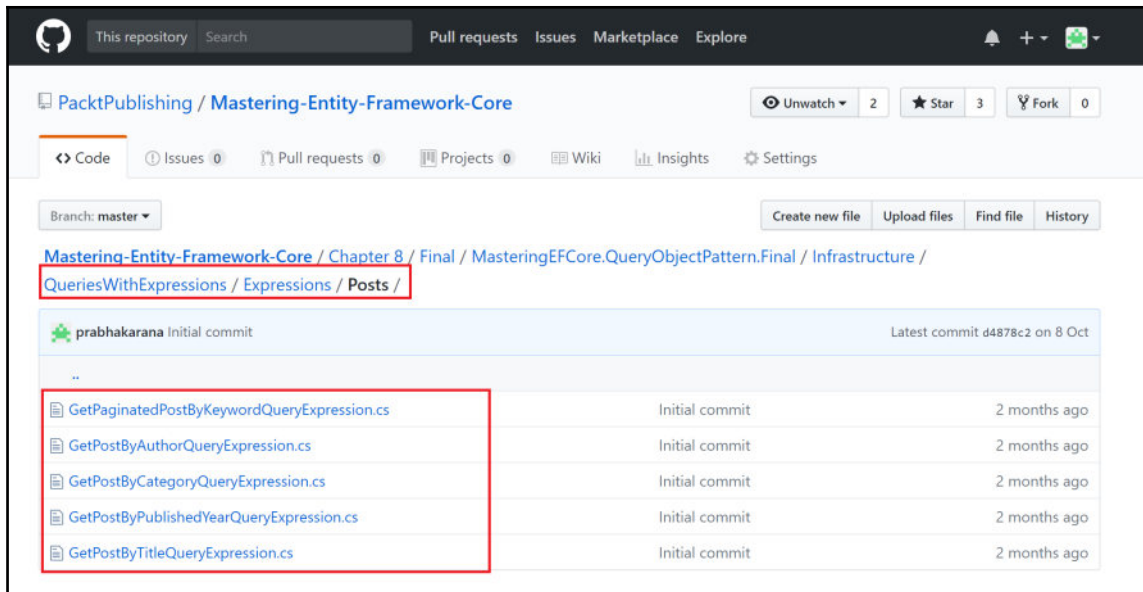 This repository Search Pull requests Issues Marketplace Explore
PacktPublishing / Mastering-Entity-Framework-Core Unwatch 2 Star 3 Fork 0
Code Issues 0 Pull requests 0 Projects 0 Wiki Insights Settings
Branch: master Create new file Upload files Find file History
Mastering-Entity-Framework-Core / Chapter 8 / Final / MasteringEFCore.QueryObjectPattern.Final / Infrastructure /
QueriesWithExpressions / Expressions / Posts /
prabhakarana Initial commit Latest commit d4878c2 on 8 Oct
..
GetPaginatedPostByKeywordQueryExpression.cs Initial commit 2 months ago
GetPostByAuthorQueryExpression.cs Initial commit 2 months ago
GetPostByCategoryQueryExpression.cs Initial commit 2 months ago
GetPostByPublishedYearQueryExpression.cs Initial commit 2 months ago
GetPostByTitleQueryExpression.cs Initial commit 2 months ago